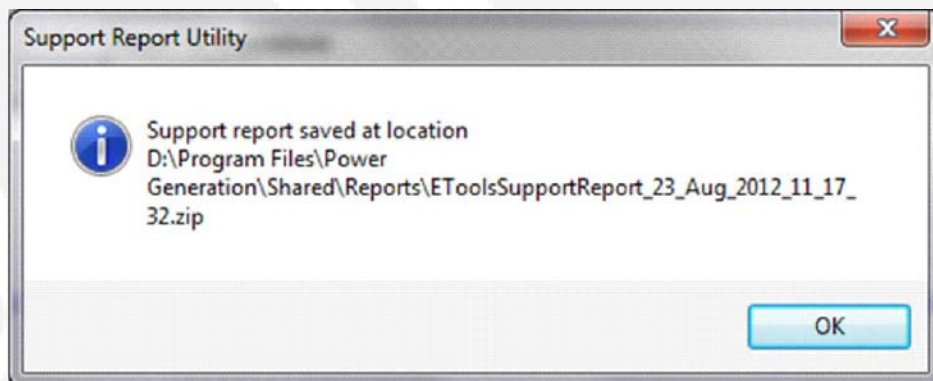 Support Report Utility
Support report saved at location
D:\Program Files\Power
Generation\Shared\Reports\EToolsSupportReport_23_Aug_2012_11_17_
32.zip
OK